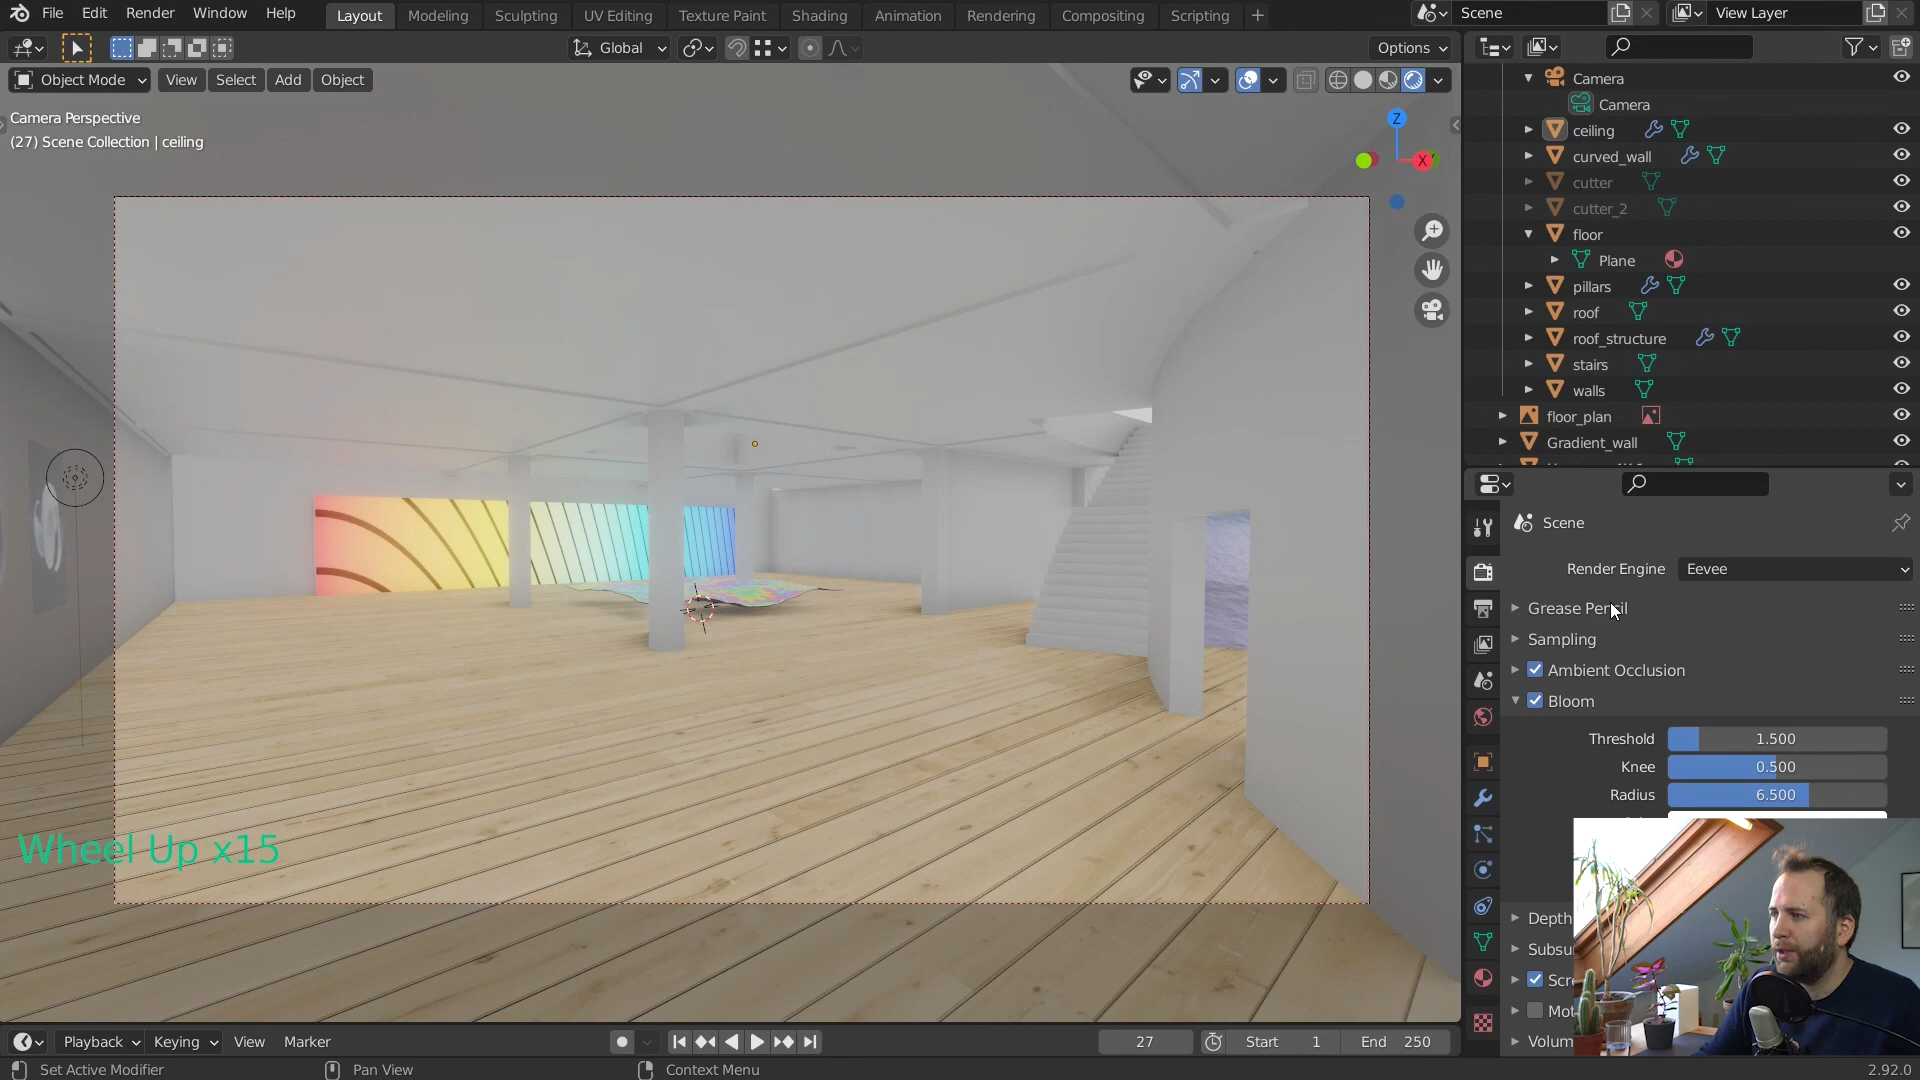 File Edit Render Window Help
Layout Modeling Sculpting UV Editing Texture Paint Shading Animation Rendering Compositing Scripting +
Scene
View Layer
Global
Options
Object Mode View Select Add Object
Camera Perspective
(27) Scene Collection | ceiling
Z
X
Wheel Up x15
Camera
Camera
ceiling
curved_wall
cutter
cutter_2
floor
Plane
pillars
roof
roof_structure
stairs
walls
floor_plan
Gradient_wall
Scene
Render Engine Eevee
Grease Pencil
Sampling
Ambient Occlusion
Bloom
Threshold 1.500
Knee 0.500
Radius 6.500
Depth
Subsu
Scre
Mot
Volum
Playback Keying View Marker
27
Start 1
End 250
Set Active Modifier
Pan View
Context Menu
2.92.0